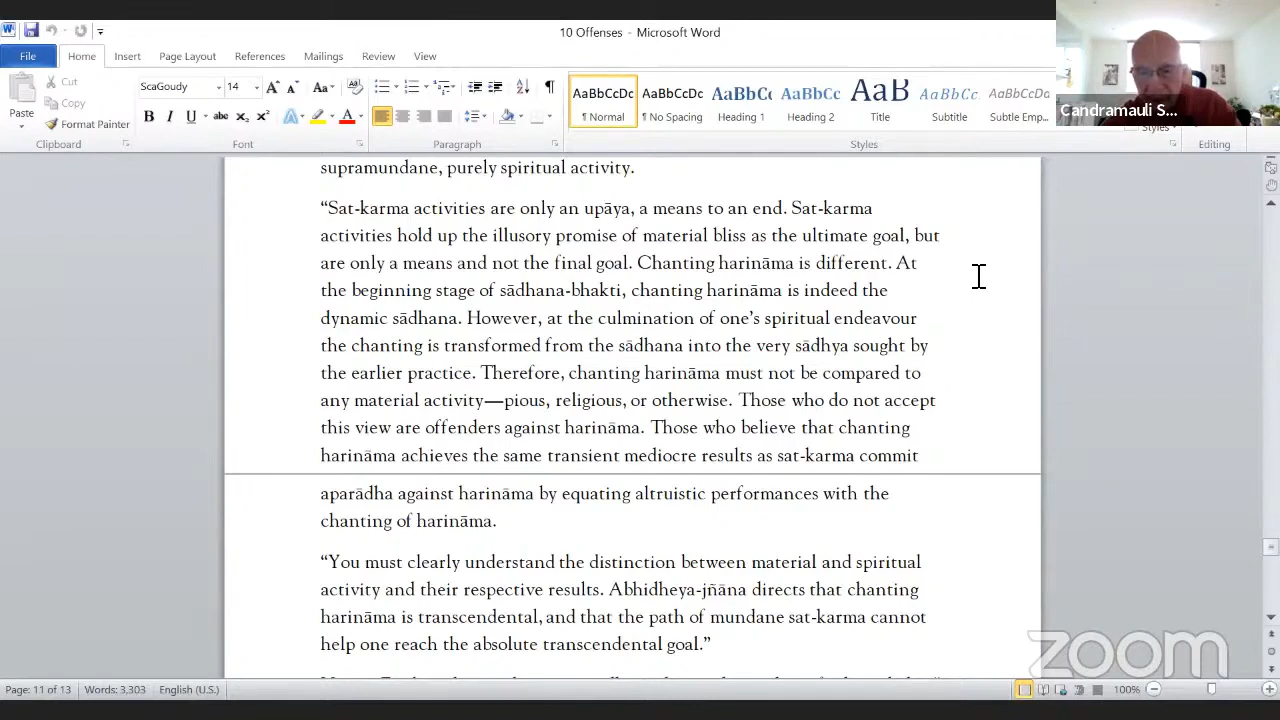 10 Offenses - Microsoft Word
File
Home
Insert
Page Layout
References
Mailings
Review
View
Cut
Copy
Format Painter
Paste
Clipboard
ScaGoudy
14
Font
Paragraph
AaBbCcDc
¶ Normal
AaBbCcDc
¶ No Spacing
AaBbC
Heading 1
AaBbCc
Heading 2
AaB
Title
AaBbCc.
Subtitle
AaBbCcDc
Subtle Emp...
Styles
Styles
Editing
Candramauli S...
supramundane, purely spiritual activity.
“Sat-karma activities are only an upāya, a means to an end. Sat-karma
activities hold up the illusory promise of material bliss as the ultimate goal, but
are only a means and not the final goal. Chanting harināma is different. At
the beginning stage of sādhana-bhakti, chanting harināma is indeed the
dynamic sādhana. However, at the culmination of one’s spiritual endeavour
the chanting is transformed from the sādhana into the very sādhya sought by
the earlier practice. Therefore, chanting harināma must not be compared to
any material activity—pious, religious, or otherwise. Those who do not accept
this view are offenders against harināma. Those who believe that chanting
harināma achieves the same transient mediocre results as sat-karma commit
aparādha against harināma by equating altruistic performances with the
chanting of harināma.
“You must clearly understand the distinction between material and spiritual
activity and their respective results. Abhidheya-jñāna directs that chanting
harināma is transcendental, and that the path of mundane sat-karma cannot
help one reach the absolute transcendental goal.”
zoom
Page: 11 of 13
Words: 3,303
English (U.S.)
100%